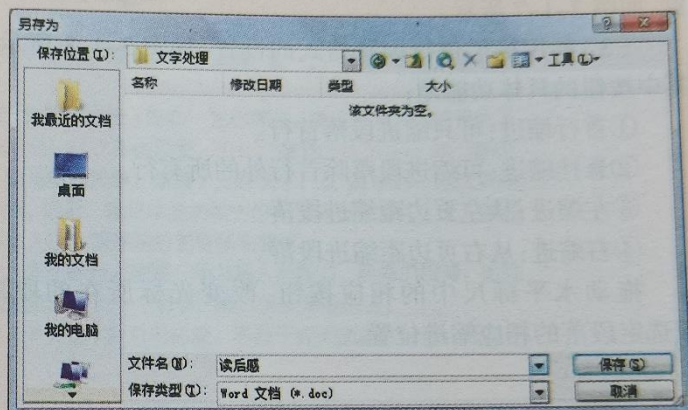 另存为
保存位置(I): 文字处理 工具(L)
名称 修改日期 类型 大小
该文件夹为空。
我最近的文档
桌面
我的文档
我的电脑
文件名(N): 读后感 保存(S)
保存类型(T): Word 文档 (*.doc) 取消